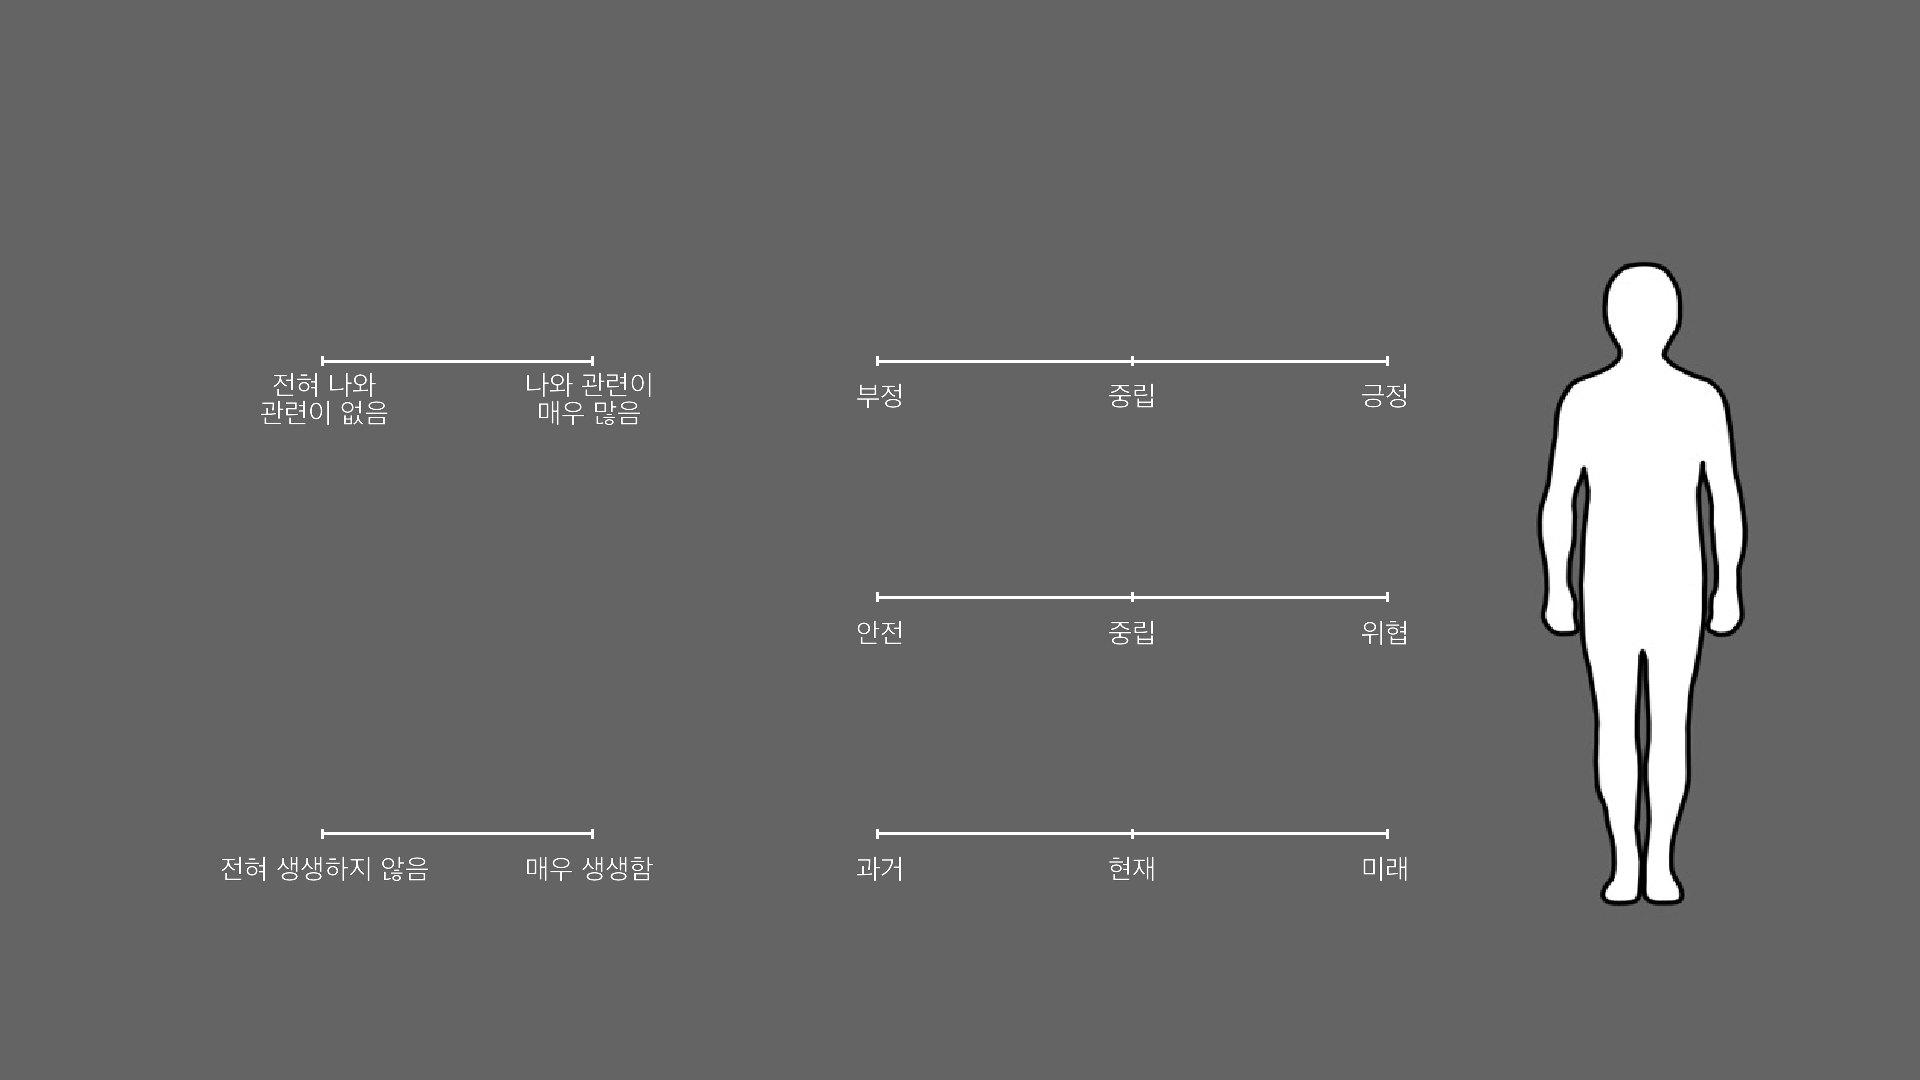 전혀 나와
관련이 없음
나와 관련이
매우 많음
부정
중립
긍정
안전
중립
위협
전혀 생생하지 않음
매우 생생함
과거
현재
미래